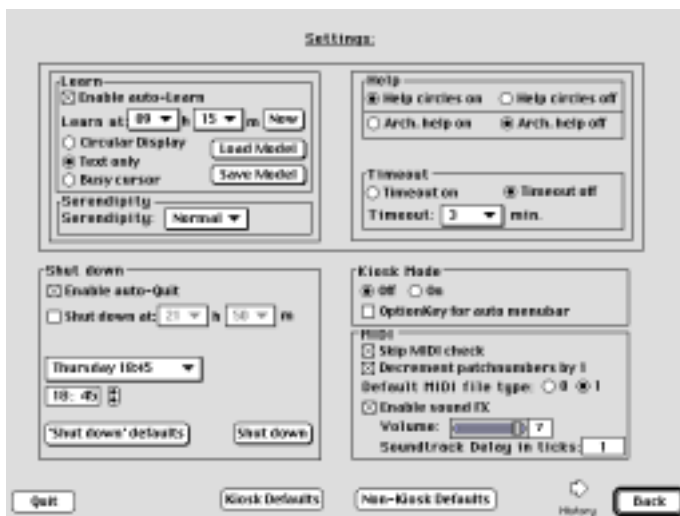 Settings:
Learn
Enable auto-Learn
Learn at: 09 h 15 m Now
Circular Display
Load Model
Text only
Save Model
Busy cursor
Serendipity
Serendipity: Normal
Help
Help circles on Help circles off
Arch. help on Arch. help off
Timeout
Timeout on Timeout off
Timeout: 3 min.
Shut down
Enable auto-Quit
Shut down at: 21 h 50 m
Thursday 18:45
18: 45
'Shut down' defaults Shut down
Kiosk Mode
Off On
OptionKey for auto menubar
MIDI
Skip MIDI check
Decrement patchnumbers by 1
Default MIDI file type: 0 1
Enable sound FX
Volume: 7
Soundtrack Delay in ticks: 1
Quit Kiosk Defaults Non-Kiosk Defaults History Back